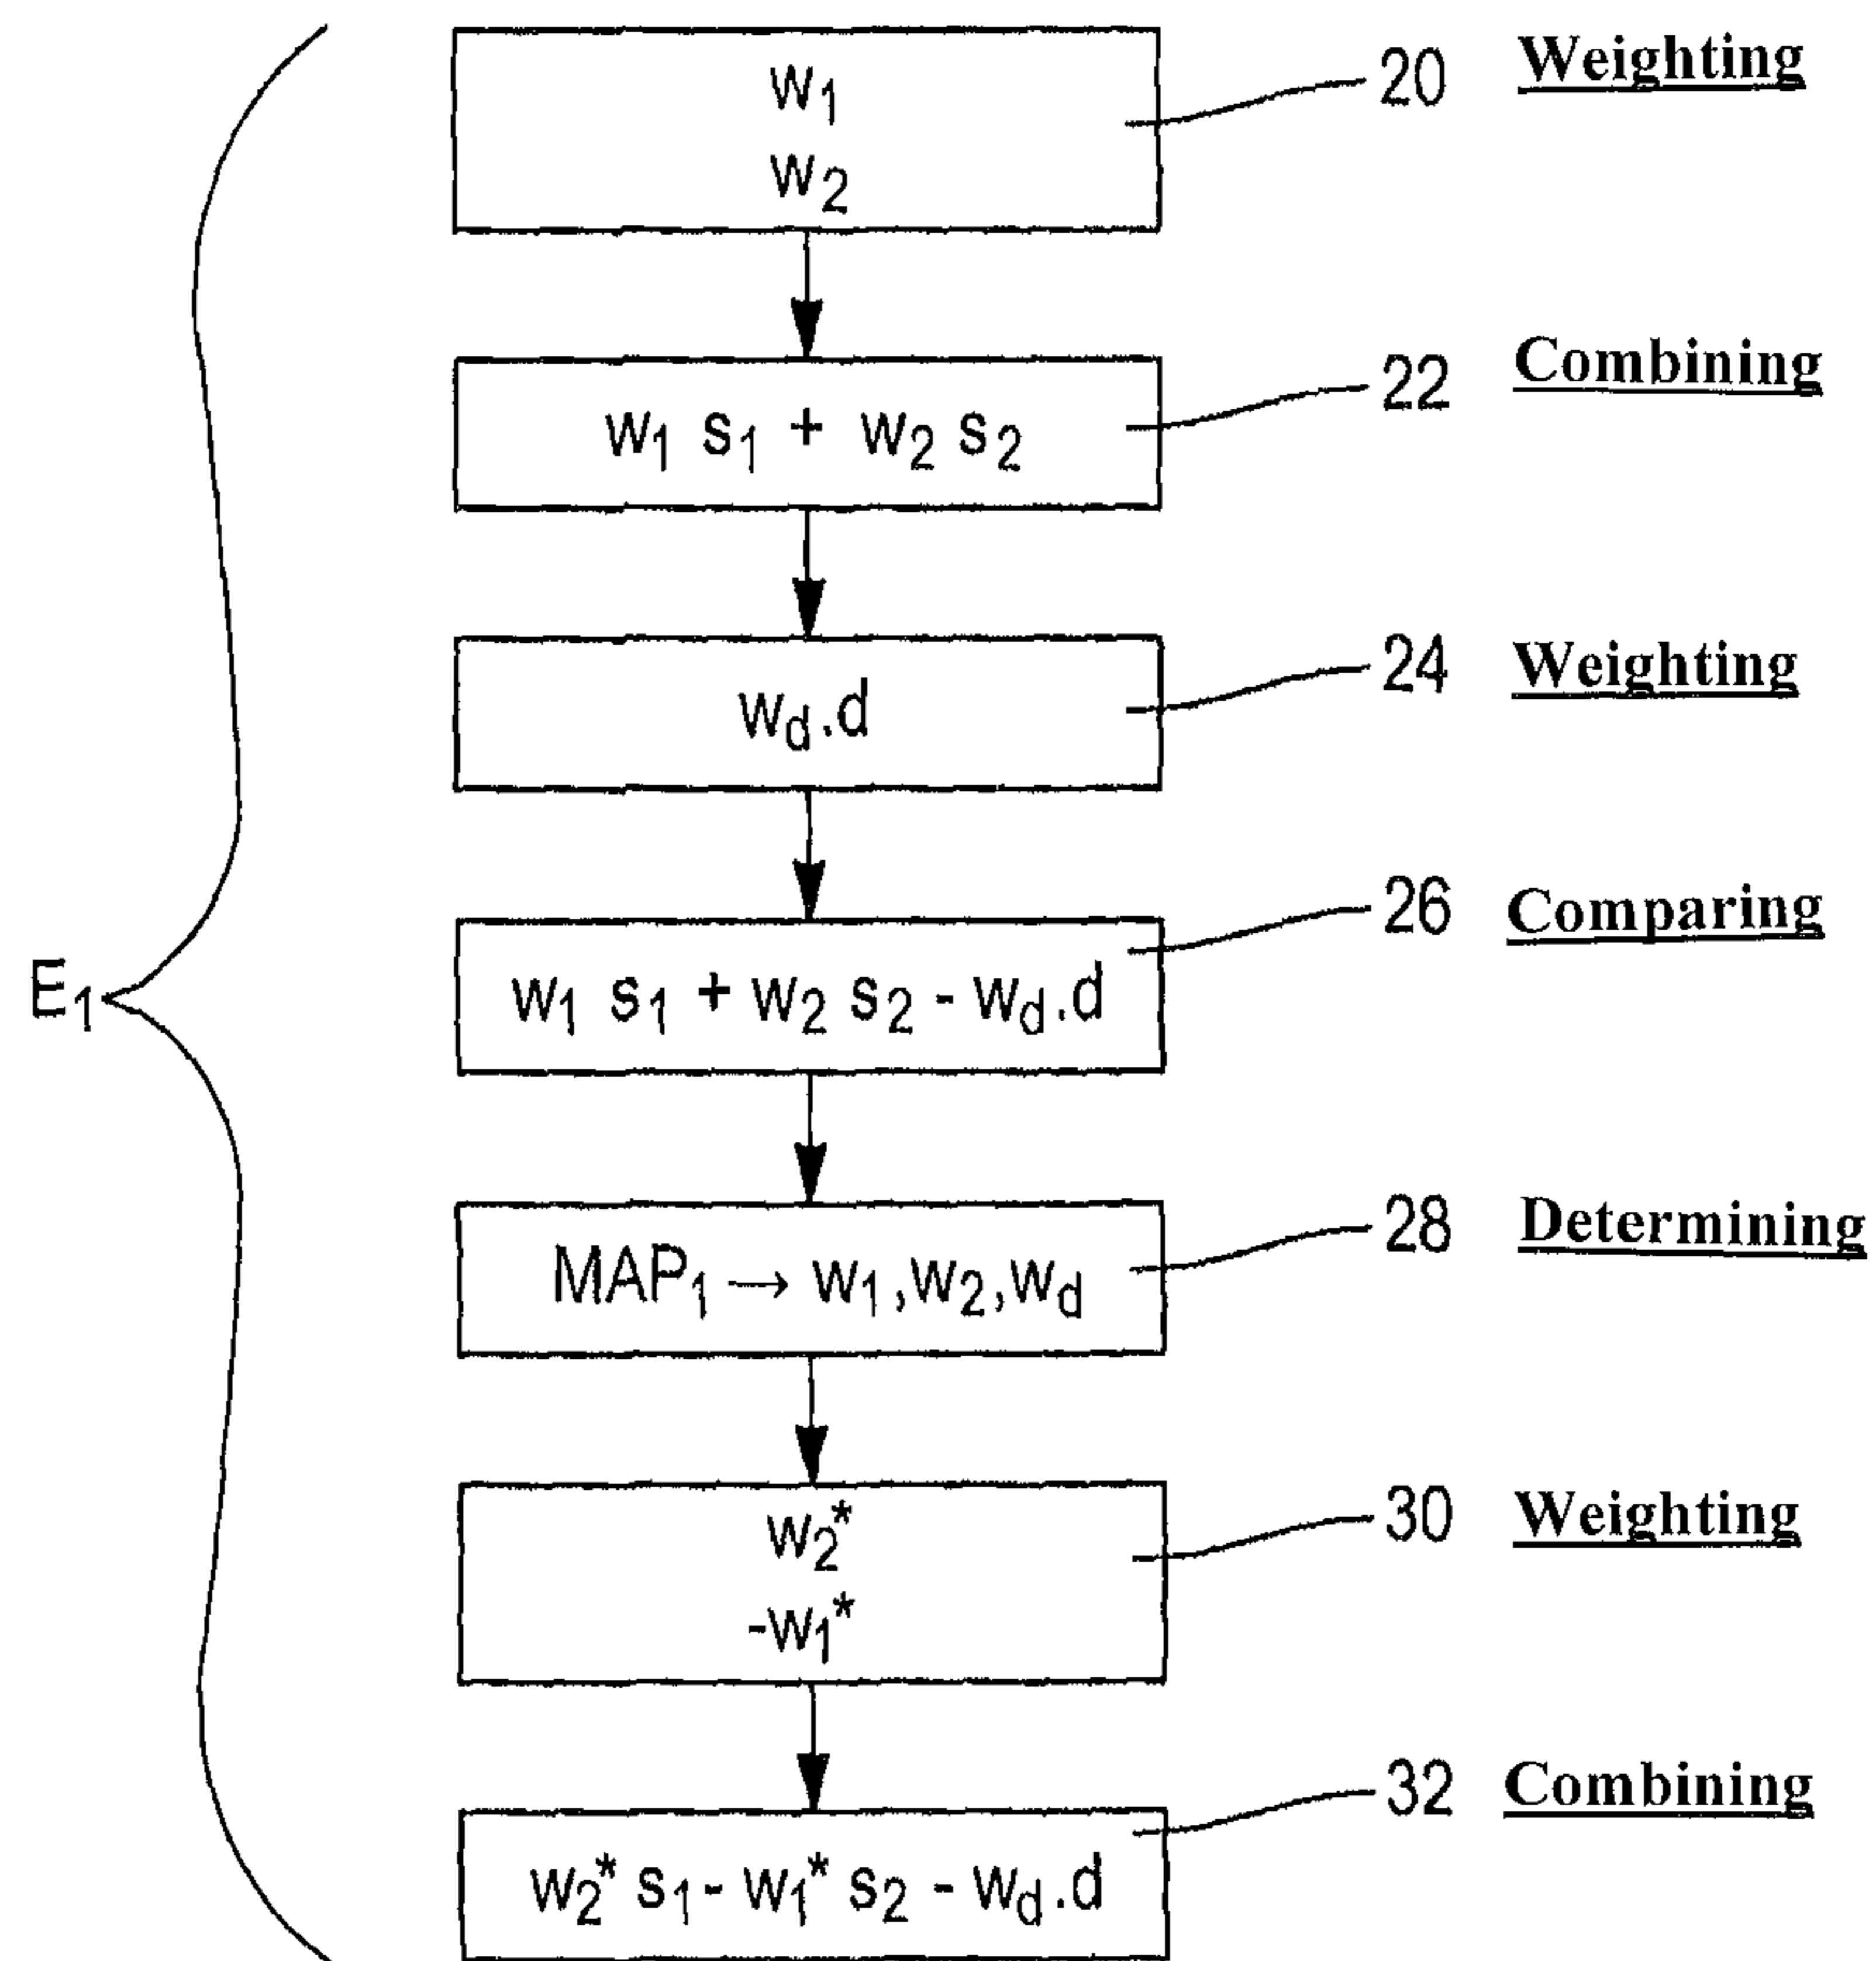 w1
w2
20 Weighting
w1 s1 + w2 s2
22 Combining
wd.d
24 Weighting
w1 s1 + w2 s2 - wd.d
26 Comparing
E1
MAP1 → w1,w2,wd
28 Determining
w2*
-w1*
30 Weighting
w2* s1 - w1* s2 - wd.d
32 Combining